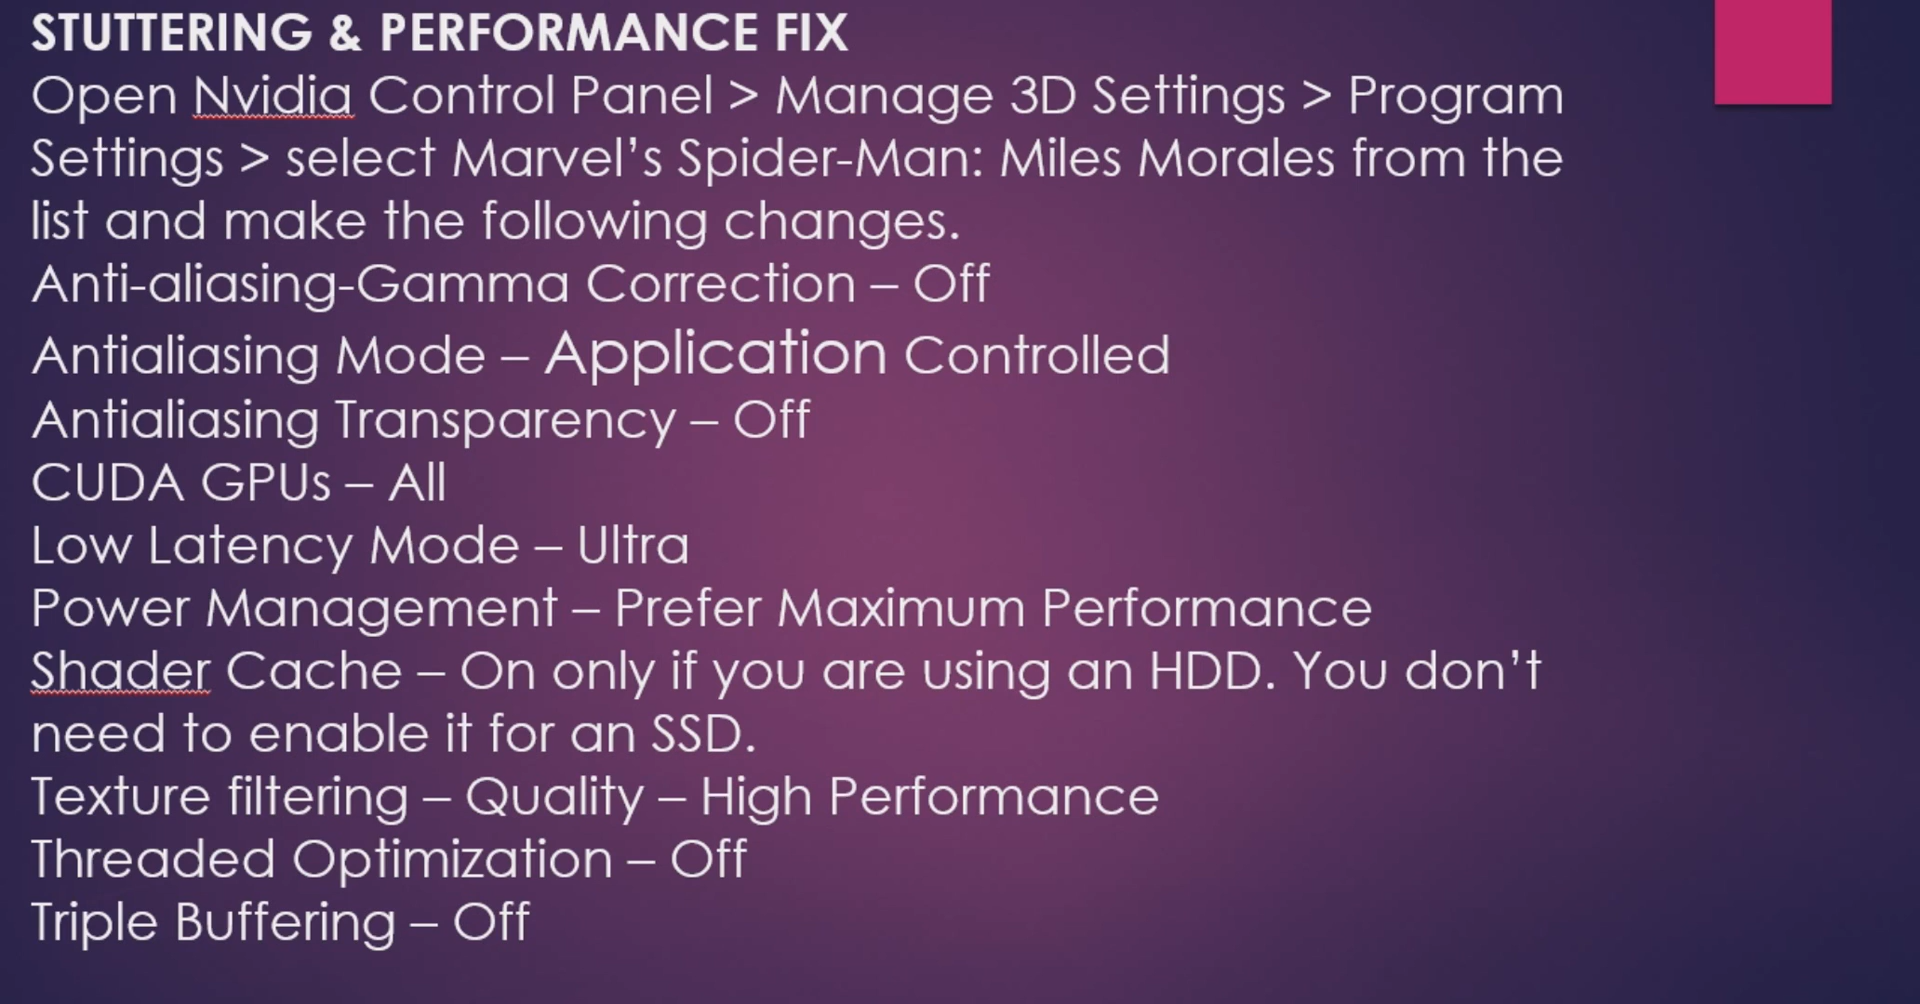 STUTTERING & PERFORMANCE FIX
Open Nvidia Control Panel > Manage 3D Settings > Program
Settings > select Marvel’s Spider-Man: Miles Morales from the
list and make the following changes.
Anti-aliasing-Gamma Correction – Off
Antialiasing Mode – Application Controlled
Antialiasing Transparency – Off
CUDA GPUs – All
Low Latency Mode – Ultra
Power Management – Prefer Maximum Performance
Shader Cache – On only if you are using an HDD. You don’t
need to enable it for an SSD.
Texture filtering – Quality – High Performance
Threaded Optimization – Off
Triple Buffering – Off